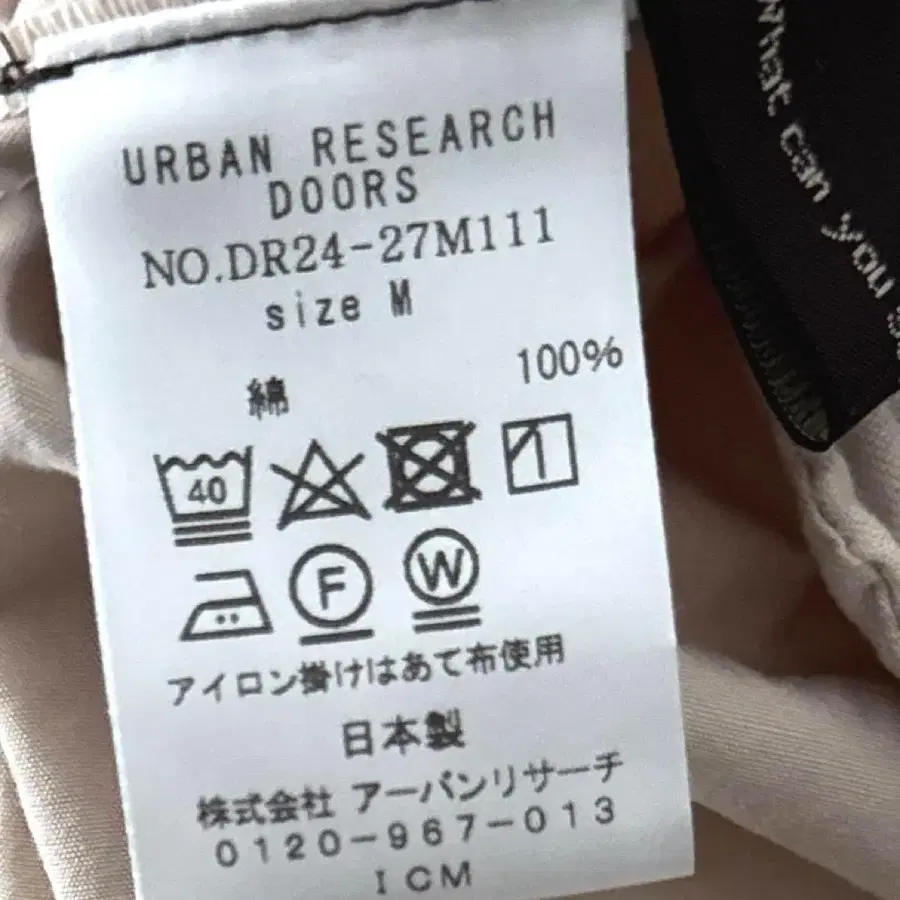 URBAN RESEARCH
DOORS
NO.DR24-27M111
size M
綿 100%
40
F W
アイロン掛けはあて布使用
日本製
株式会社 アーバンリサーチ
0120-967-013
ICM
what can you